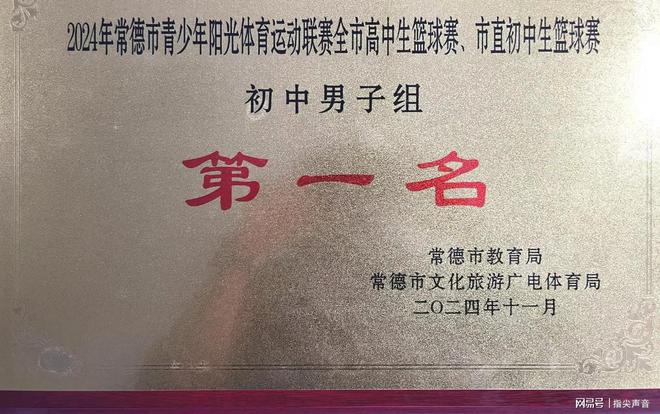 2024年常德市青少年阳光体育运动联赛全市高中生篮球赛、市直初中生篮球赛
初中男子组
第一名
常德市教育局
常德市文化旅游广电体育局
二〇二四年十一月
网易号 | 指尖声音